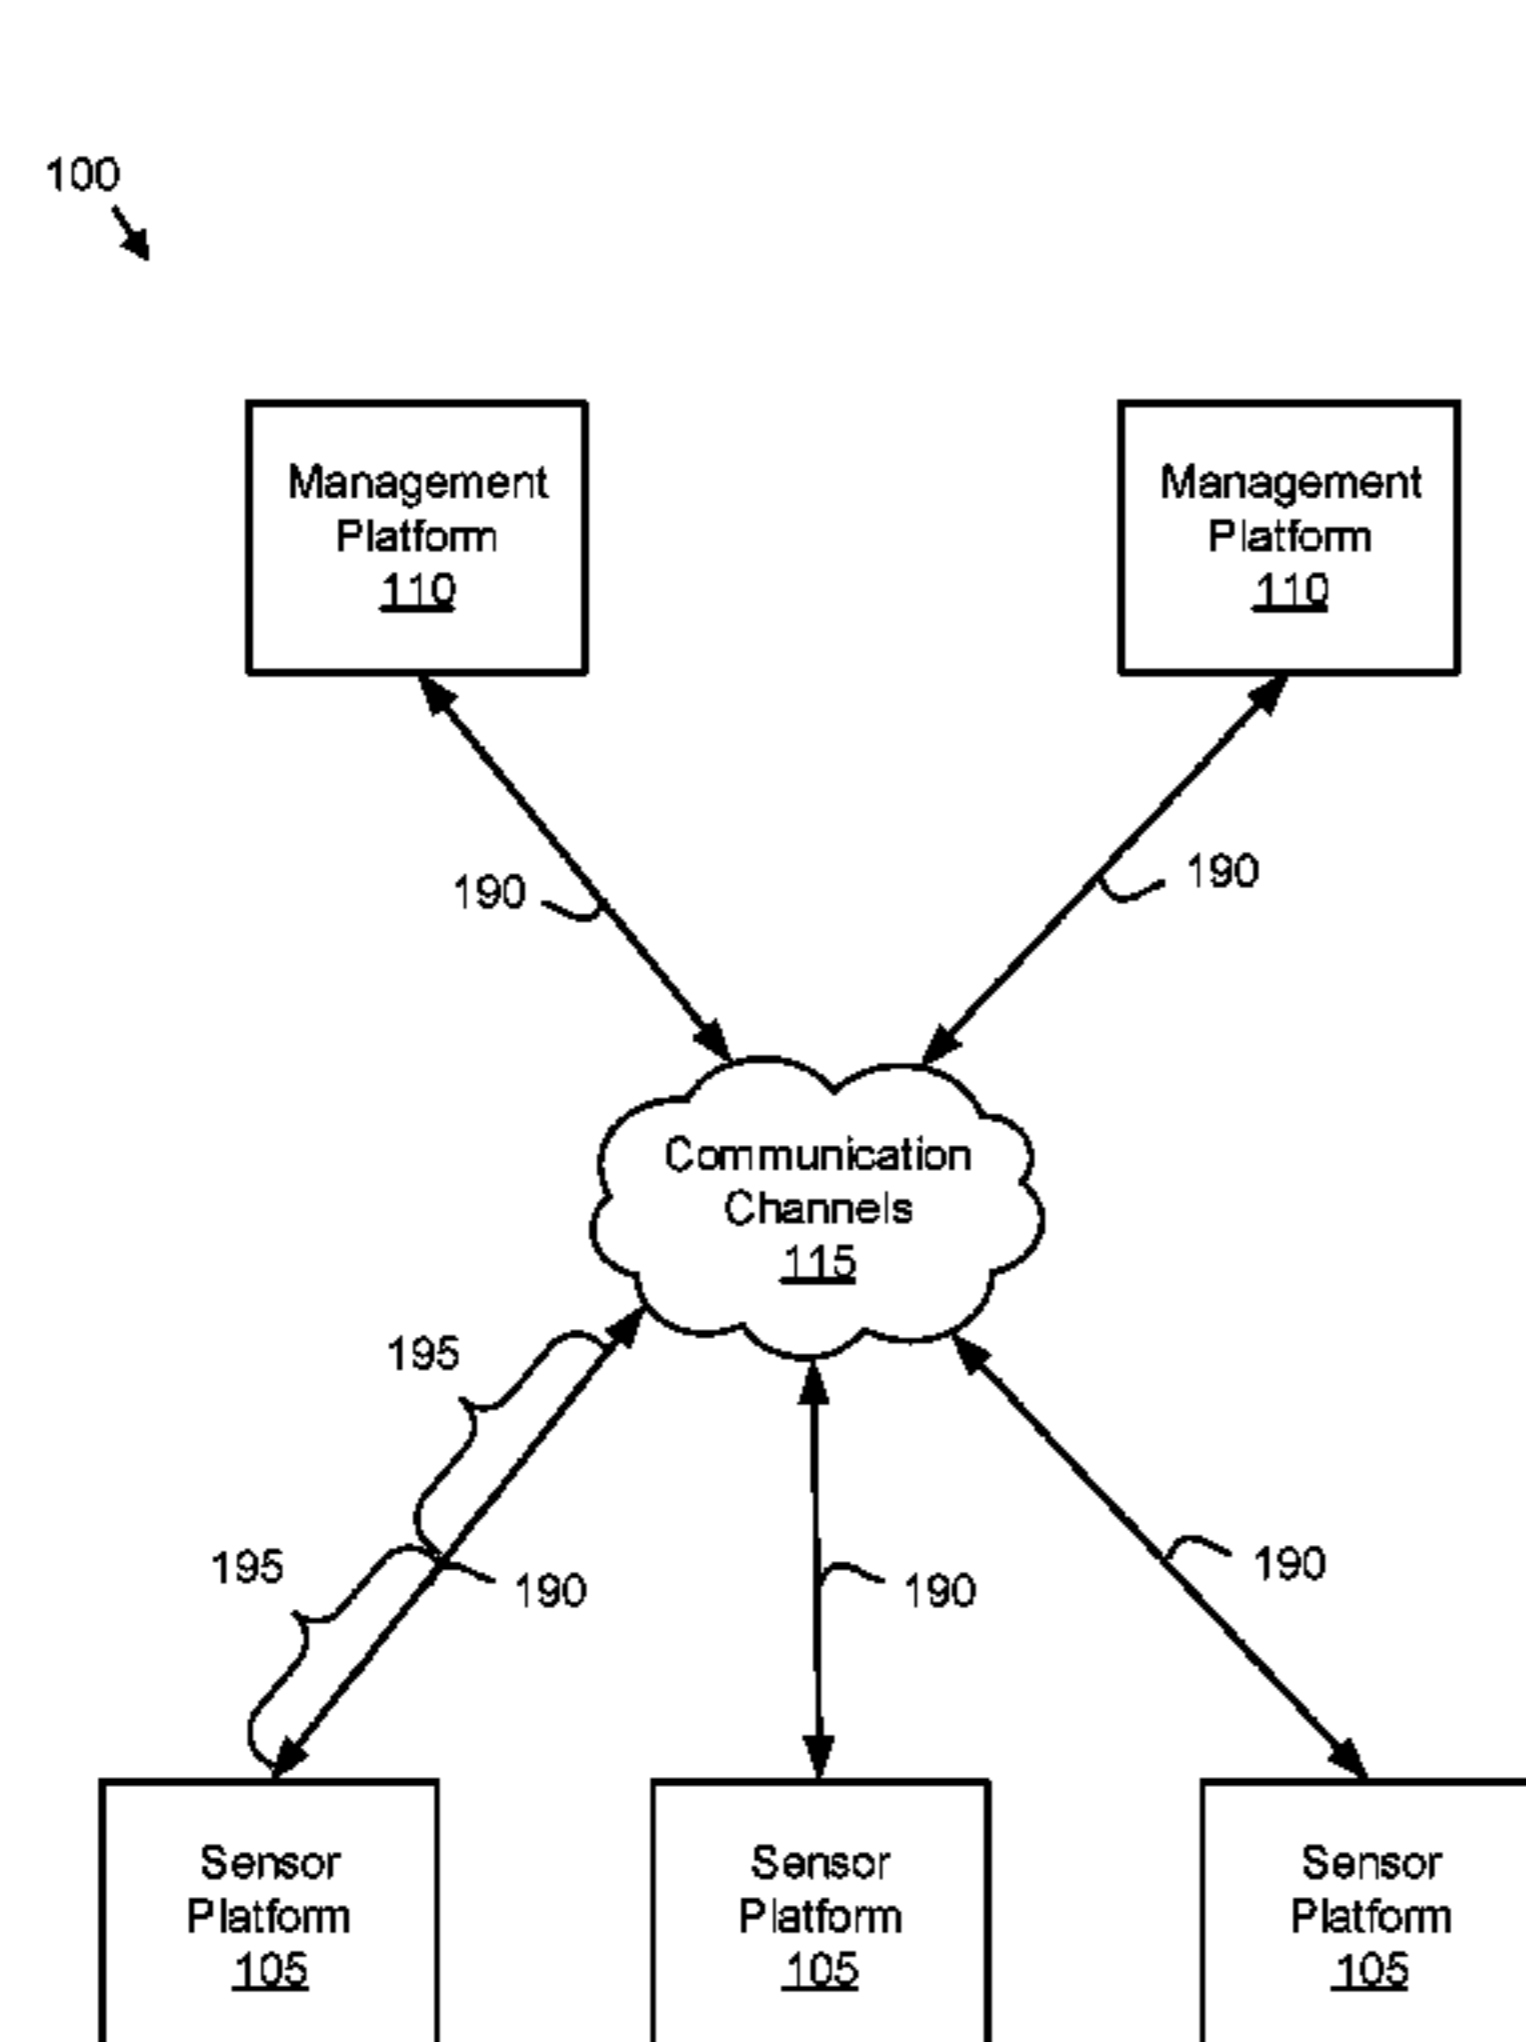 100
Management
Platform
110
Management
Platform
110
190
190
Communication
Channels
115
195
195
190
190
190
Sensor
Platform
105
Sensor
Platform
105
Sensor
Platform
105